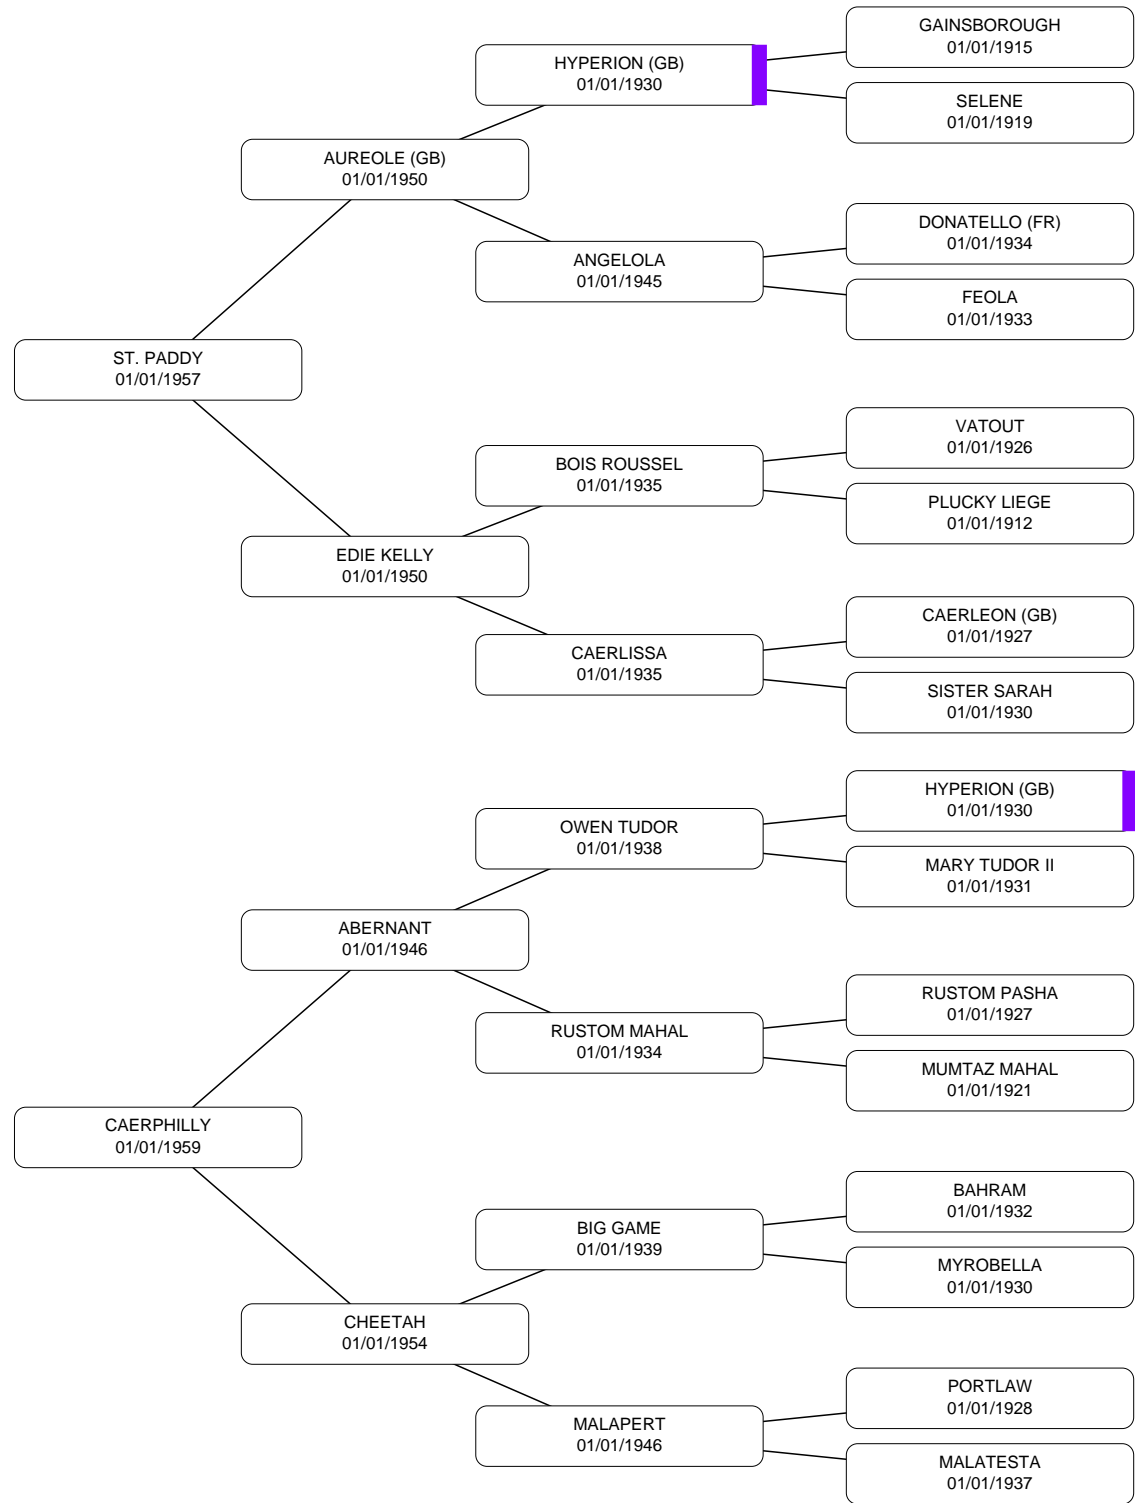 GAINSBOROUGH
01/01/1915
HYPERION (GB)
01/01/1930
SELENE
01/01/1919
AUREOLE (GB)
01/01/1950
DONATELLO (FR)
01/01/1934
ANGELOLA
01/01/1945
FEOLA
01/01/1933
ST. PADDY
01/01/1957
VATOUT
01/01/1926
BOIS ROUSSEL
01/01/1935
PLUCKY LIEGE
01/01/1912
EDIE KELLY
01/01/1950
CAERLEON (GB)
01/01/1927
CAERLISSA
01/01/1935
SISTER SARAH
01/01/1930
HYPERION (GB)
01/01/1930
OWEN TUDOR
01/01/1938
MARY TUDOR II
01/01/1931
ABERNANT
01/01/1946
RUSTOM PASHA
01/01/1927
RUSTOM MAHAL
01/01/1934
MUMTAZ MAHAL
01/01/1921
CAERPHILLY
01/01/1959
BAHRAM
01/01/1932
BIG GAME
01/01/1939
MYROBELLA
01/01/1930
CHEETAH
01/01/1954
PORTLAW
01/01/1928
MALAPERT
01/01/1946
MALATESTA
01/01/1937